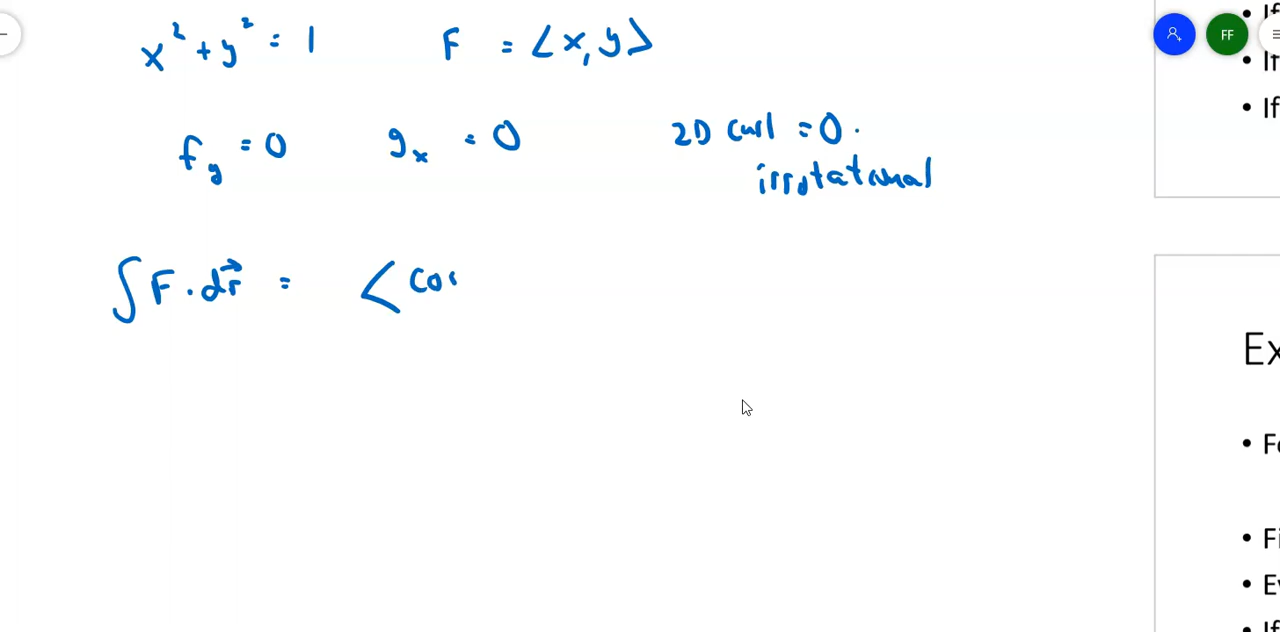 x² + y² = 1 F = ⟨x, y⟩
f_y = 0 g_x = 0 2D curl = 0.
irrotational
∫ F · dr⃗ = ⟨ cos
• If
FF
• If
• If
Ex
• Fi
• Ev
• If